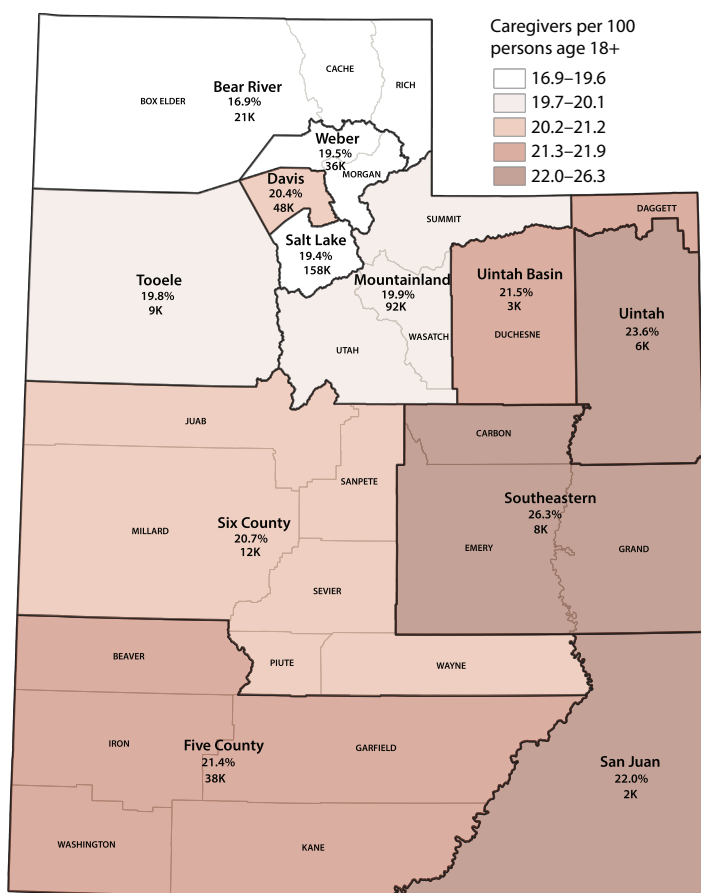 Caregivers per 100
persons age 18+
16.9–19.6
19.7–20.1
20.2–21.2
21.3–21.9
22.0–26.3
CACHE
RICH
BOX ELDER
Bear River
16.9%
21K
Weber
19.5%
36K
MORGAN
Davis
20.4%
48K
DAGGETT
SUMMIT
Salt Lake
19.4%
158K
Tooele
19.8%
9K
Mountainland
19.9%
92K
UTAH
WASATCH
Uintah Basin
21.5%
3K
DUCHESNE
Uintah
23.6%
6K
JUAB
CARBON
SANPETE
MILLARD
Six County
20.7%
12K
Southeastern
26.3%
8K
EMERY
GRAND
SEVIER
BEAVER
PIUTE
WAYNE
IRON
Five County
21.4%
38K
GARFIELD
San Juan
22.0%
2K
WASHINGTON
KANE